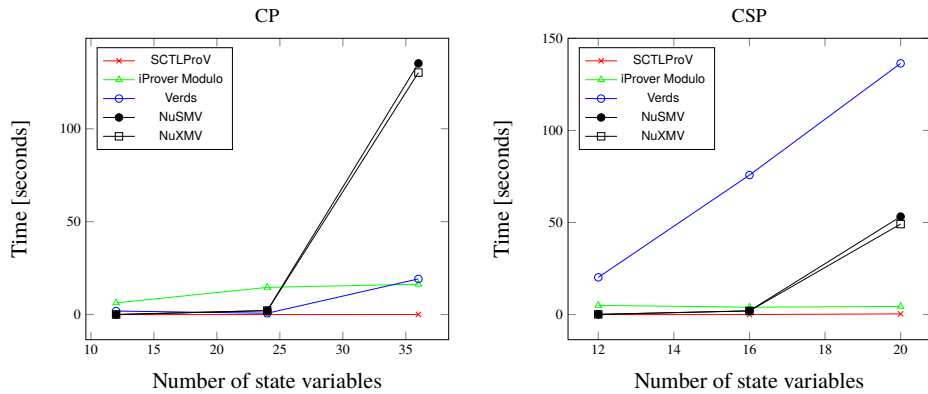 CP
SCTLProV
iProver Modulo
Verds
NuSMV
NuXMV
Time [seconds]
100
50
0
10 15 20 25 30 35
Number of state variables
CSP
SCTLProV
iProver Modulo
Verds
NuSMV
NuXMV
Time [seconds]
150
100
50
0
12 14 16 18 20
Number of state variables